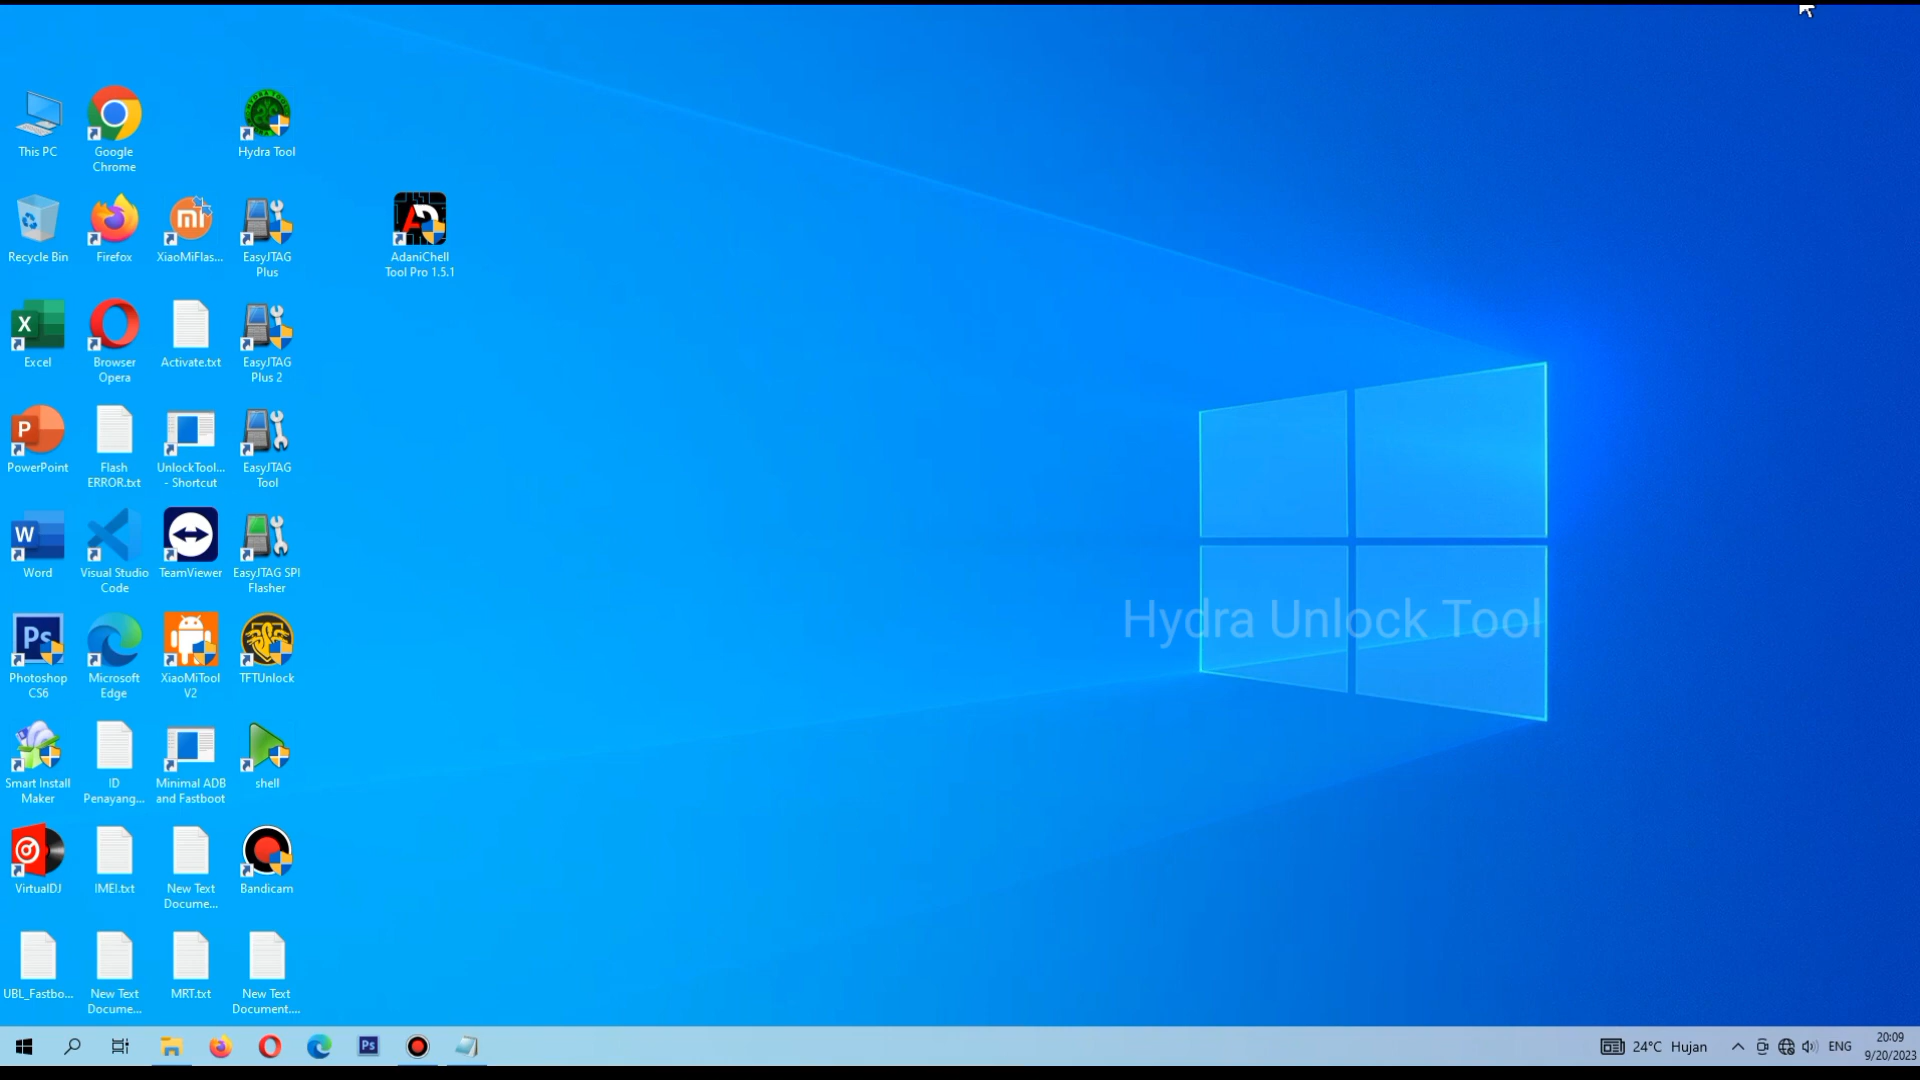 This PC
Google
Chrome
Hydra Tool
Recycle Bin
Firefox
XiaoMiFlas...
EasyJTAG
Plus
AdaniChell
Tool Pro 1.5.1
Excel
Browser
Opera
Activate.txt
EasyJTAG
Plus 2
PowerPoint
Flash
ERROR.txt
UnlockTool...
- Shortcut
EasyJTAG
Tool
Word
Visual Studio
Code
TeamViewer
EasyJTAG SPI
Flasher
Photoshop
CS6
Microsoft
Edge
XiaoMiTool
V2
TFTUnlock
Hydra Unlock Tool
Smart Install
Maker
ID
Penayang...
Minimal ADB
and Fastboot
shell
VirtualDJ
IMEI.txt
New Text
Docume...
Bandicam
UBL_Fastbo...
New Text
Docume...
MRT.txt
New Text
Document....
24°C Hujan
ENG
20:09
9/20/2023